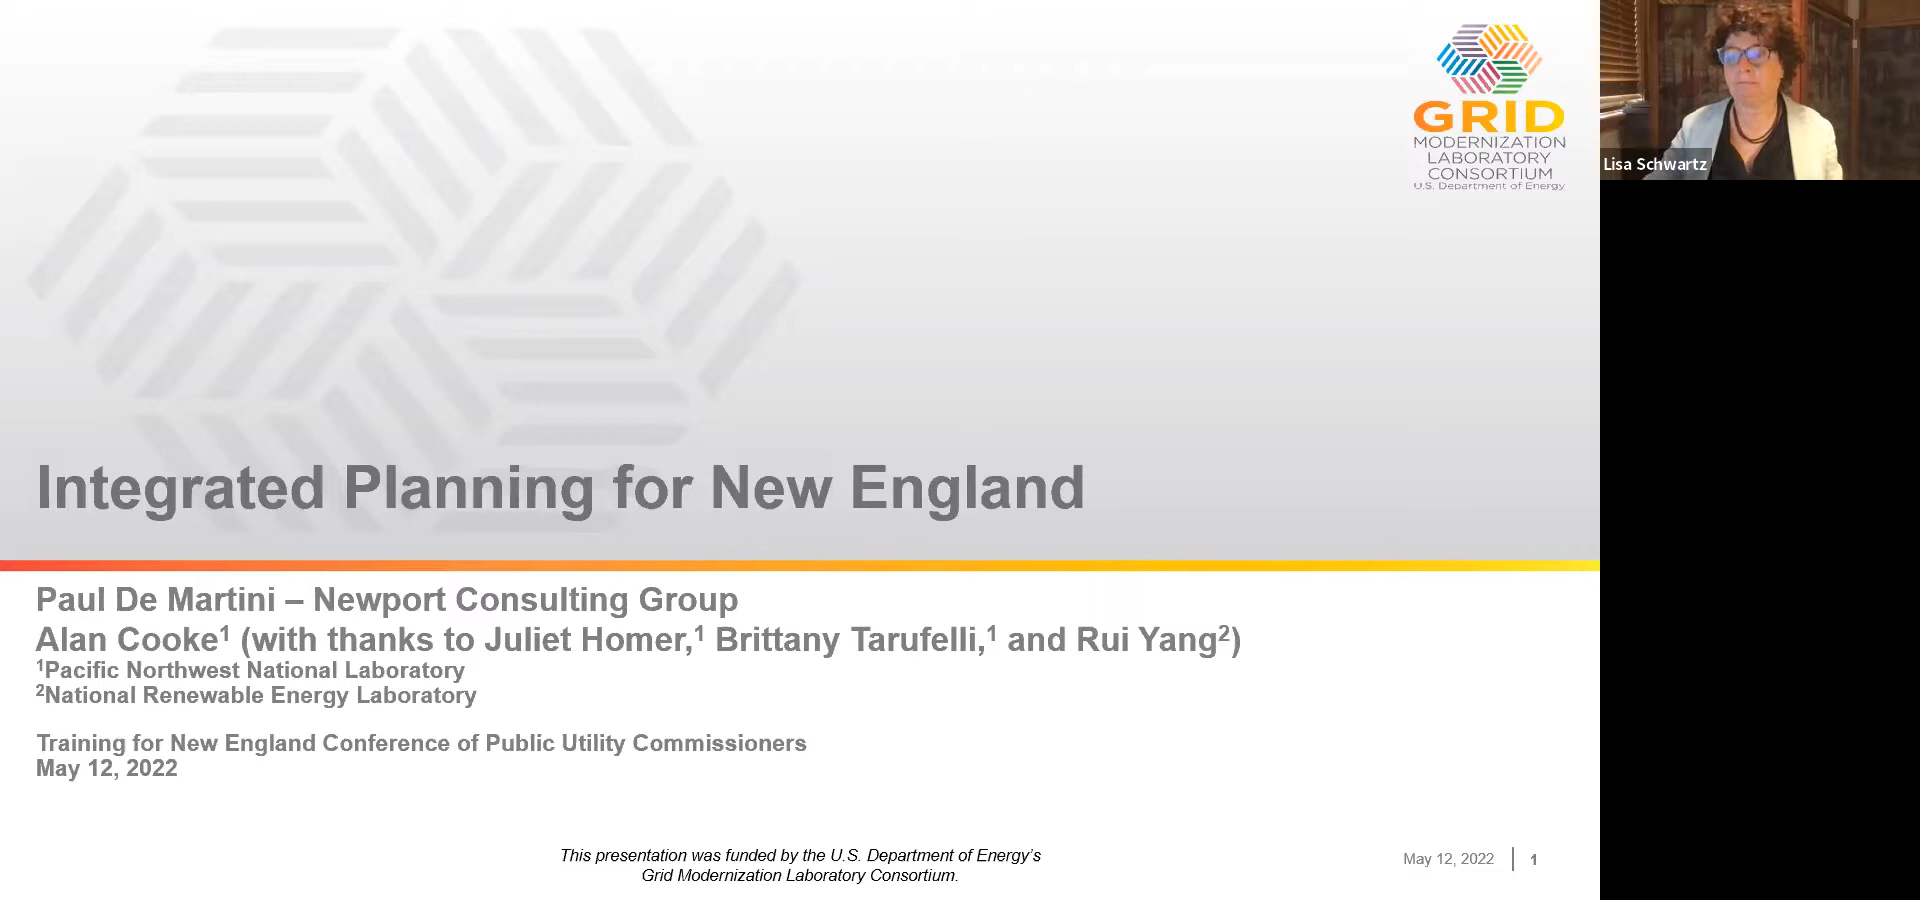 GRID
MODERNIZATION
LABORATORY
CONSORTIUM
U.S. Department of Energy
Lisa Schwartz
Integrated Planning for New England
Paul De Martini – Newport Consulting Group
Alan Cooke¹ (with thanks to Juliet Homer,¹ Brittany Tarufelli,¹ and Rui Yang²)
¹Pacific Northwest National Laboratory
²National Renewable Energy Laboratory
Training for New England Conference of Public Utility Commissioners
May 12, 2022
This presentation was funded by the U.S. Department of Energy’s
Grid Modernization Laboratory Consortium.
May 12, 2022 | 1